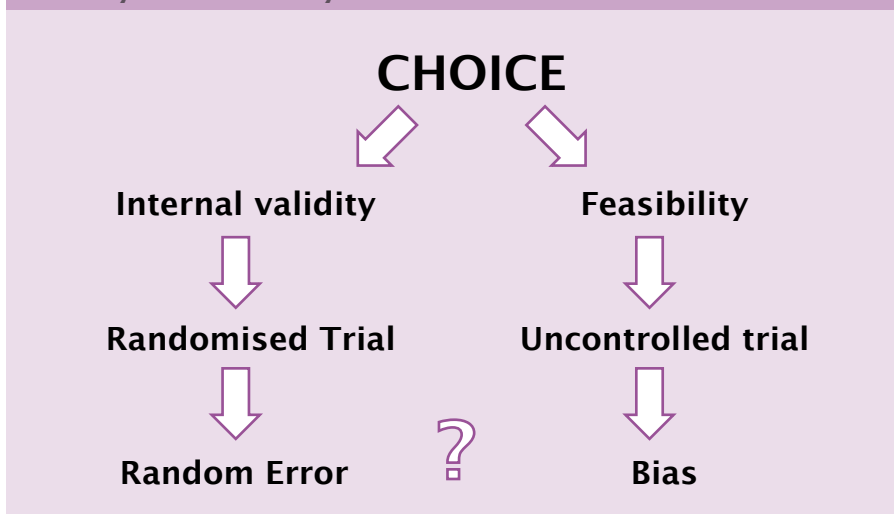 CHOICE
Internal validity Feasibility
Randomised Trial Uncontrolled trial
Random Error ? Bias